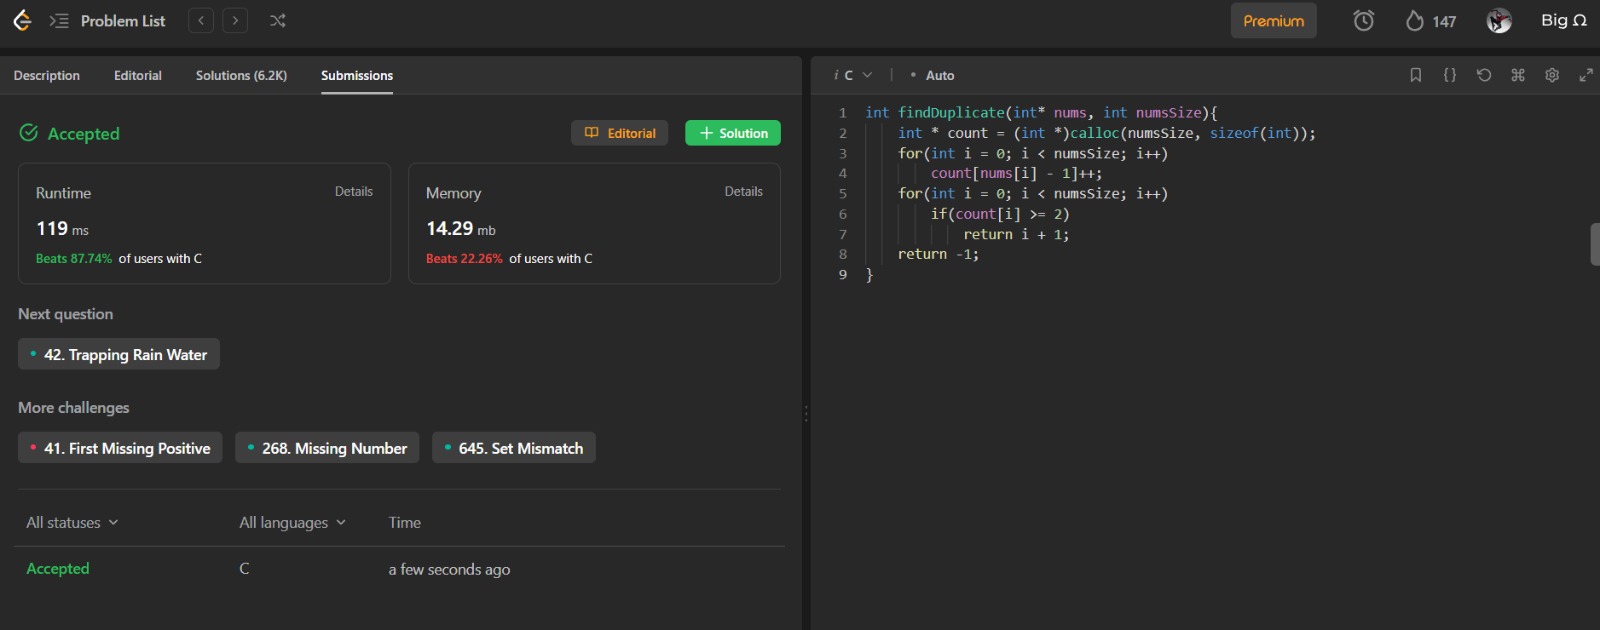 Problem List
Premium
147
Big Ω
Description Editorial Solutions (6.2K) Submissions
Accepted
Editorial
+ Solution
Runtime Details
119 ms
Beats 87.74% of users with C
Memory Details
14.29 mb
Beats 22.26% of users with C
Next question
42. Trapping Rain Water
More challenges
41. First Missing Positive
268. Missing Number
645. Set Mismatch
All statuses All languages Time
Accepted C a few seconds ago
i C | • Auto
1 int findDuplicate(int* nums, int numsSize){
2 int * count = (int *)calloc(numsSize, sizeof(int));
3 for(int i = 0; i < numsSize; i++)
4 count[nums[i] - 1]++;
5 for(int i = 0; i < numsSize; i++)
6 if(count[i] >= 2)
7 return i + 1;
8 return -1;
9 }